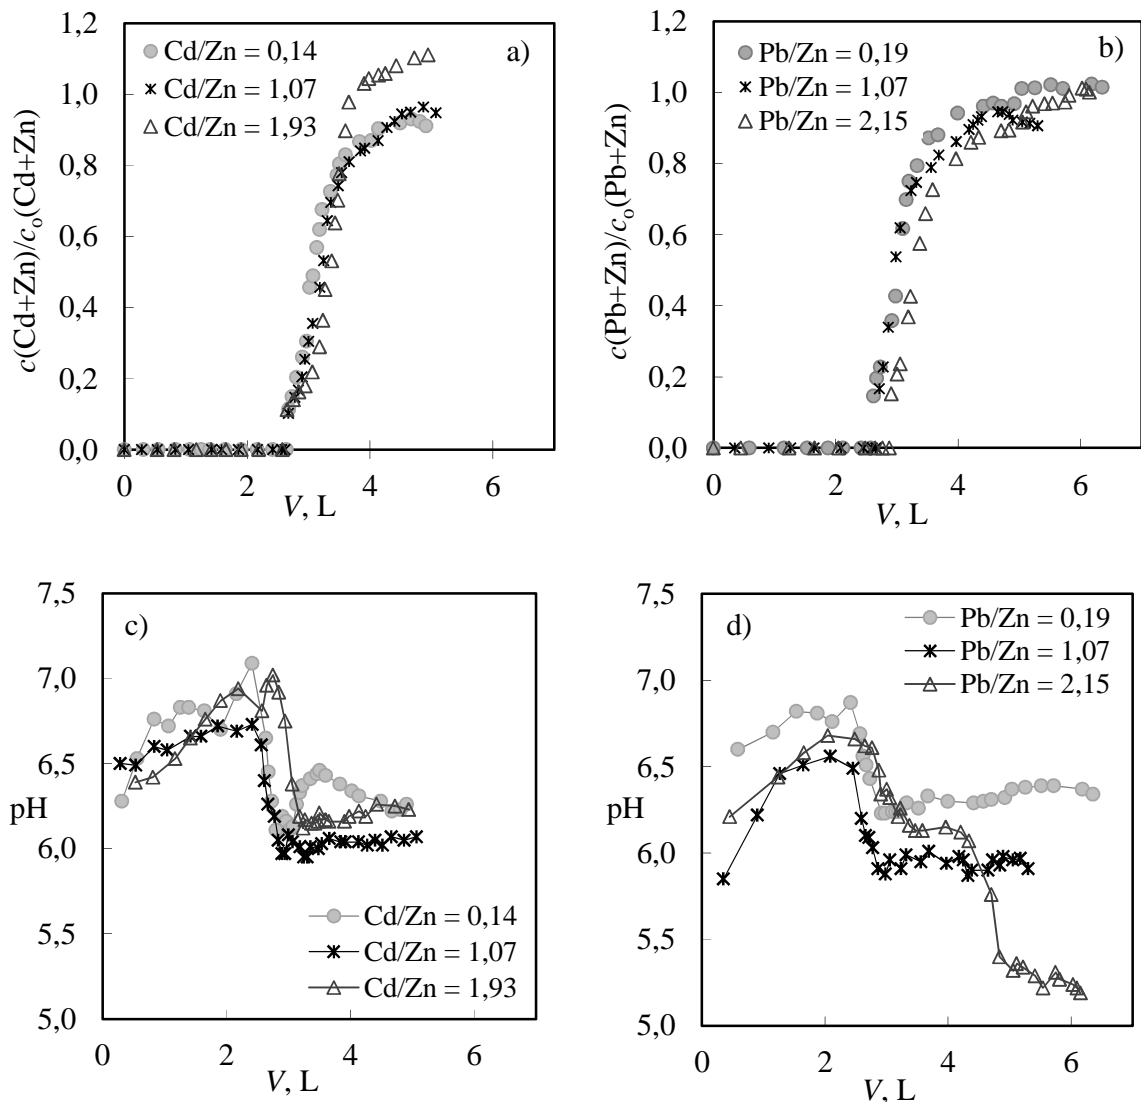 c(Cd+Zn)/cₒ(Cd+Zn)
1,2
1,0
0,8
0,6
0,4
0,2
0,0
a)
Cd/Zn = 0,14
Cd/Zn = 1,07
Cd/Zn = 1,93
0 2 4 6
V, L
c(Pb+Zn)/cₒ(Pb+Zn)
1,2
1,0
0,8
0,6
0,4
0,2
0,0
b)
Pb/Zn = 0,19
Pb/Zn = 1,07
Pb/Zn = 2,15
0 2 4 6
V, L
pH
7,5
7,0
6,5
6,0
5,5
5,0
c)
Cd/Zn = 0,14
Cd/Zn = 1,07
Cd/Zn = 1,93
0 2 4 6
V, L
pH
7,5
7,0
6,5
6,0
5,5
5,0
d)
Pb/Zn = 0,19
Pb/Zn = 1,07
Pb/Zn = 2,15
0 2 4 6
V, L